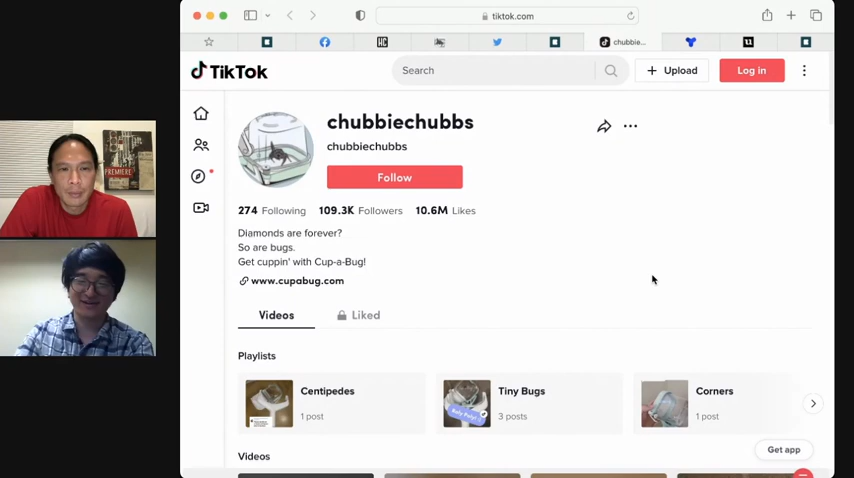 tiktok.com
HC
chubbie...
u
TikTok
Search
+ Upload
Log in
chubbiechubbs
chubbiechubbs
Follow
274 Following 109.3K Followers 10.6M Likes
Diamonds are forever?
So are bugs.
Get cuppin' with Cup-a-Bug!
www.cupabug.com
Videos
Liked
Playlists
Centipedes
1 post
Tiny Bugs
3 posts
Corners
1 post
Get app
Videos
PREMIERE